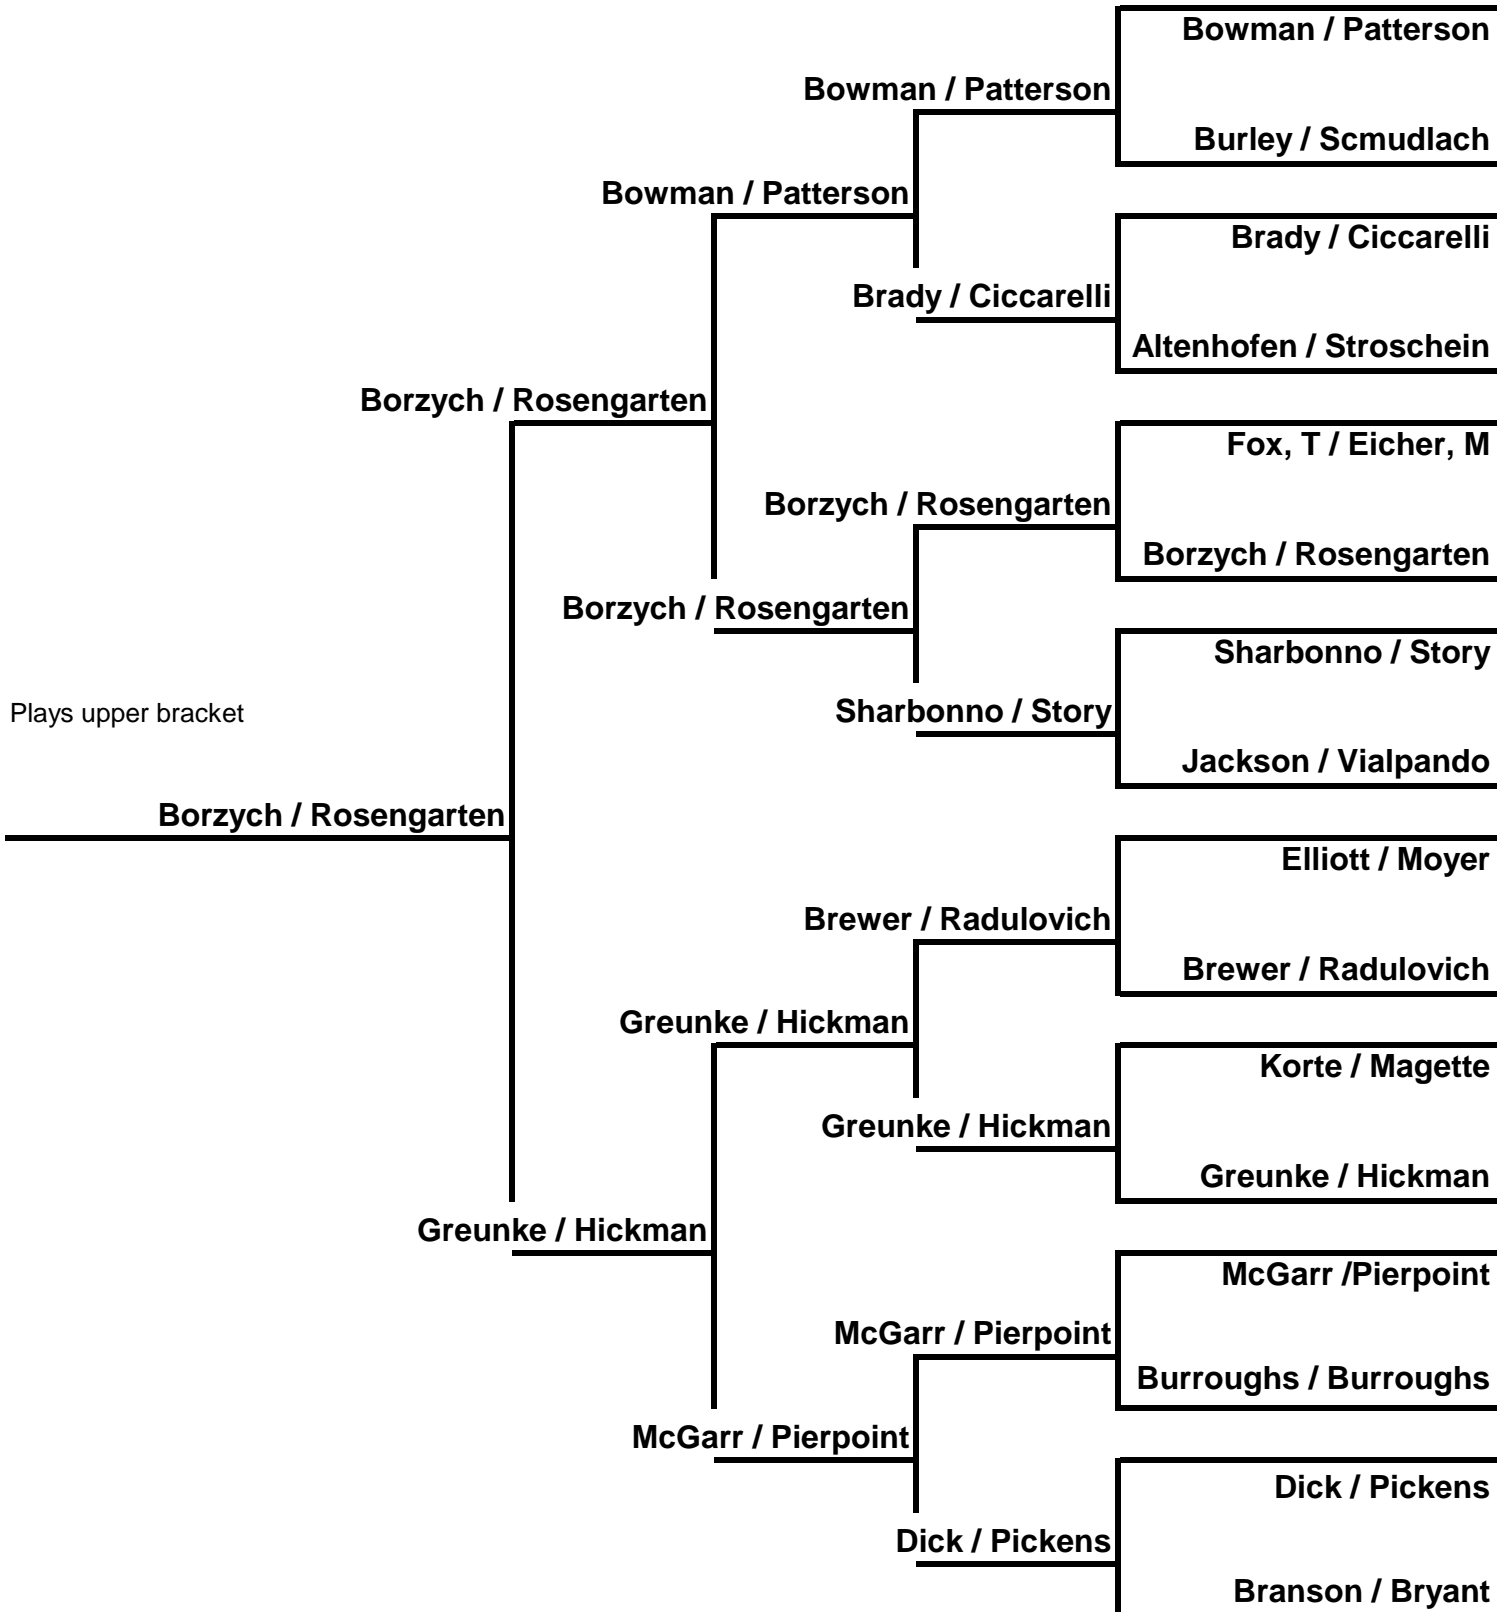 Bowman / Patterson
Bowman / Patterson
Burley / Scmudlach
Bowman / Patterson
Brady / Ciccarelli
Brady / Ciccarelli
Altenhofen / Stroschein
Borzych / Rosengarten
Fox, T / Eicher, M
Borzych / Rosengarten
Borzych / Rosengarten
Borzych / Rosengarten
Sharbonno / Story
Plays upper bracket
Sharbonno / Story
Jackson / Vialpando
Borzych / Rosengarten
Elliott / Moyer
Brewer / Radulovich
Brewer / Radulovich
Greunke / Hickman
Korte / Magette
Greunke / Hickman
Greunke / Hickman
Greunke / Hickman
McGarr /Pierpoint
McGarr / Pierpoint
Burroughs / Burroughs
McGarr / Pierpoint
Dick / Pickens
Dick / Pickens
Branson / Bryant